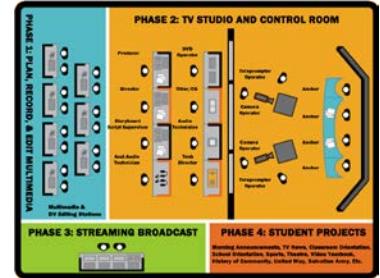 PHASE 1: PLAN, RECORD, & EDIT MULTIMEDIA
Multimedia &
DV Editing Stations
PHASE 2: TV STUDIO AND CONTROL ROOM
Producer
DVD
Operator
Director
Titler/CG
Storyboard
Script Supervisor
Audio
Technician
Asst Audio
Technician
Tech
Director
Teleprompter
Operator
Camera
Operator
Camera
Operator
Teleprompter
Operator
Anchor
Anchor
Anchor
Anchor
PHASE 3: STREAMING BROADCAST
PHASE 4: STUDENT PROJECTS
Morning Announcements, TV News, Classroom Orientation,
School Orientation, Sports, Theatre, Video Yearbook,
History of Community, United Way, Salvation Army, Etc.